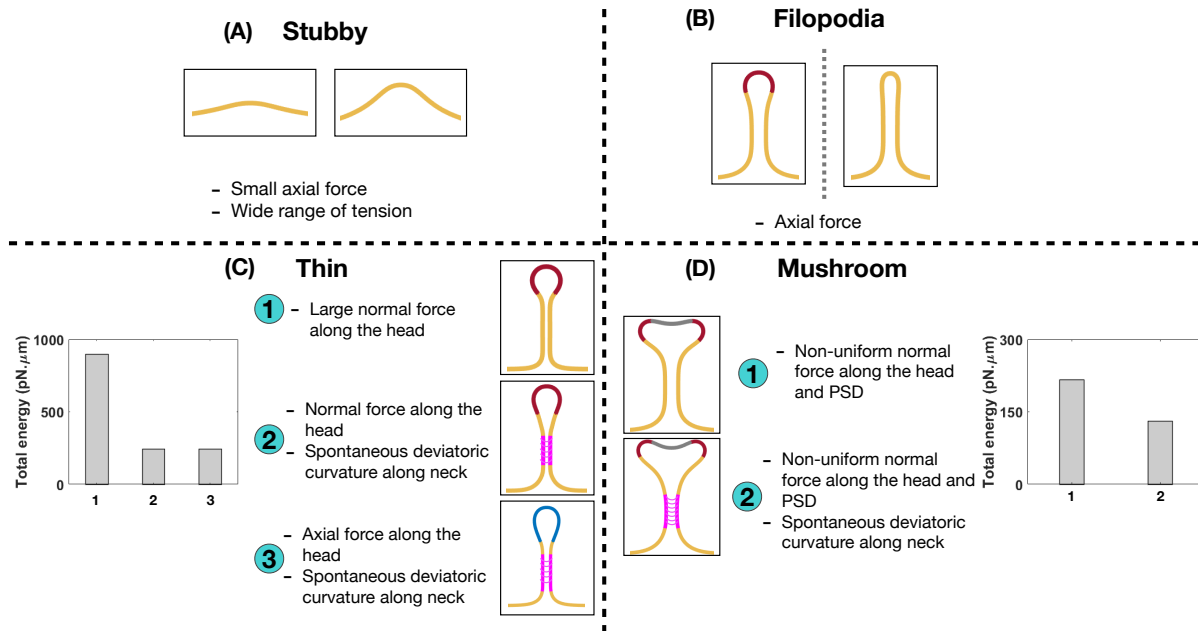 (A) Stubby
– Small axial force
– Wide range of tension
(B) Filopodia
– Axial force
(C) Thin
Total energy (pN.μm)
1000
500
0
1 2 3
1
– Large normal force
along the head
2
– Normal force along the
head
– Spontaneous deviatoric
curvature along neck
3
– Axial force along the
head
– Spontaneous deviatoric
curvature along neck
(D) Mushroom
1
– Non-uniform normal
force along the head
and PSD
2
– Non-uniform normal
force along the head and
PSD
– Spontaneous deviatoric
curvature along neck
Total energy (pN.μm)
300
150
0
1 2